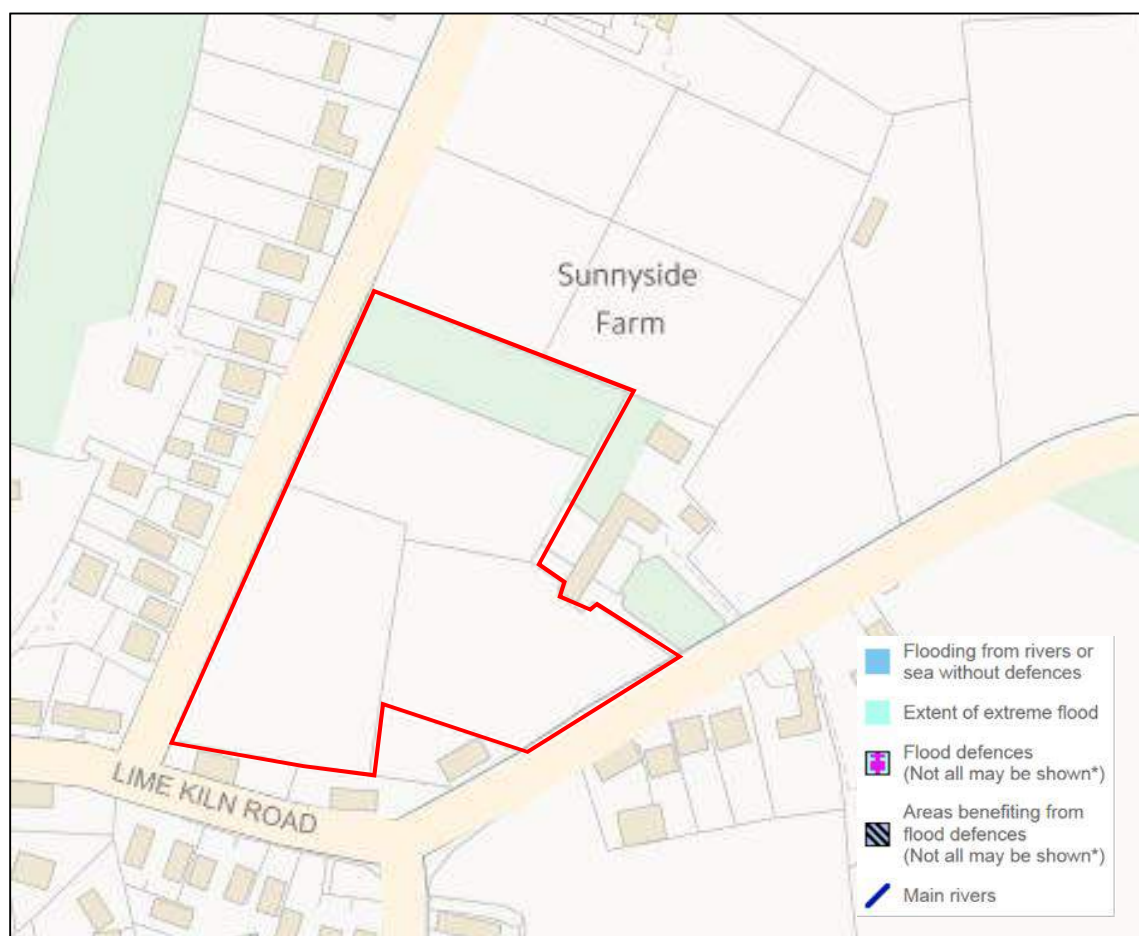 Sunnyside
Farm
LIME KILN ROAD
Flooding from rivers or
sea without defences
Extent of extreme flood
Flood defences
(Not all may be shown*)
Areas benefiting from
flood defences
(Not all may be shown*)
Main rivers